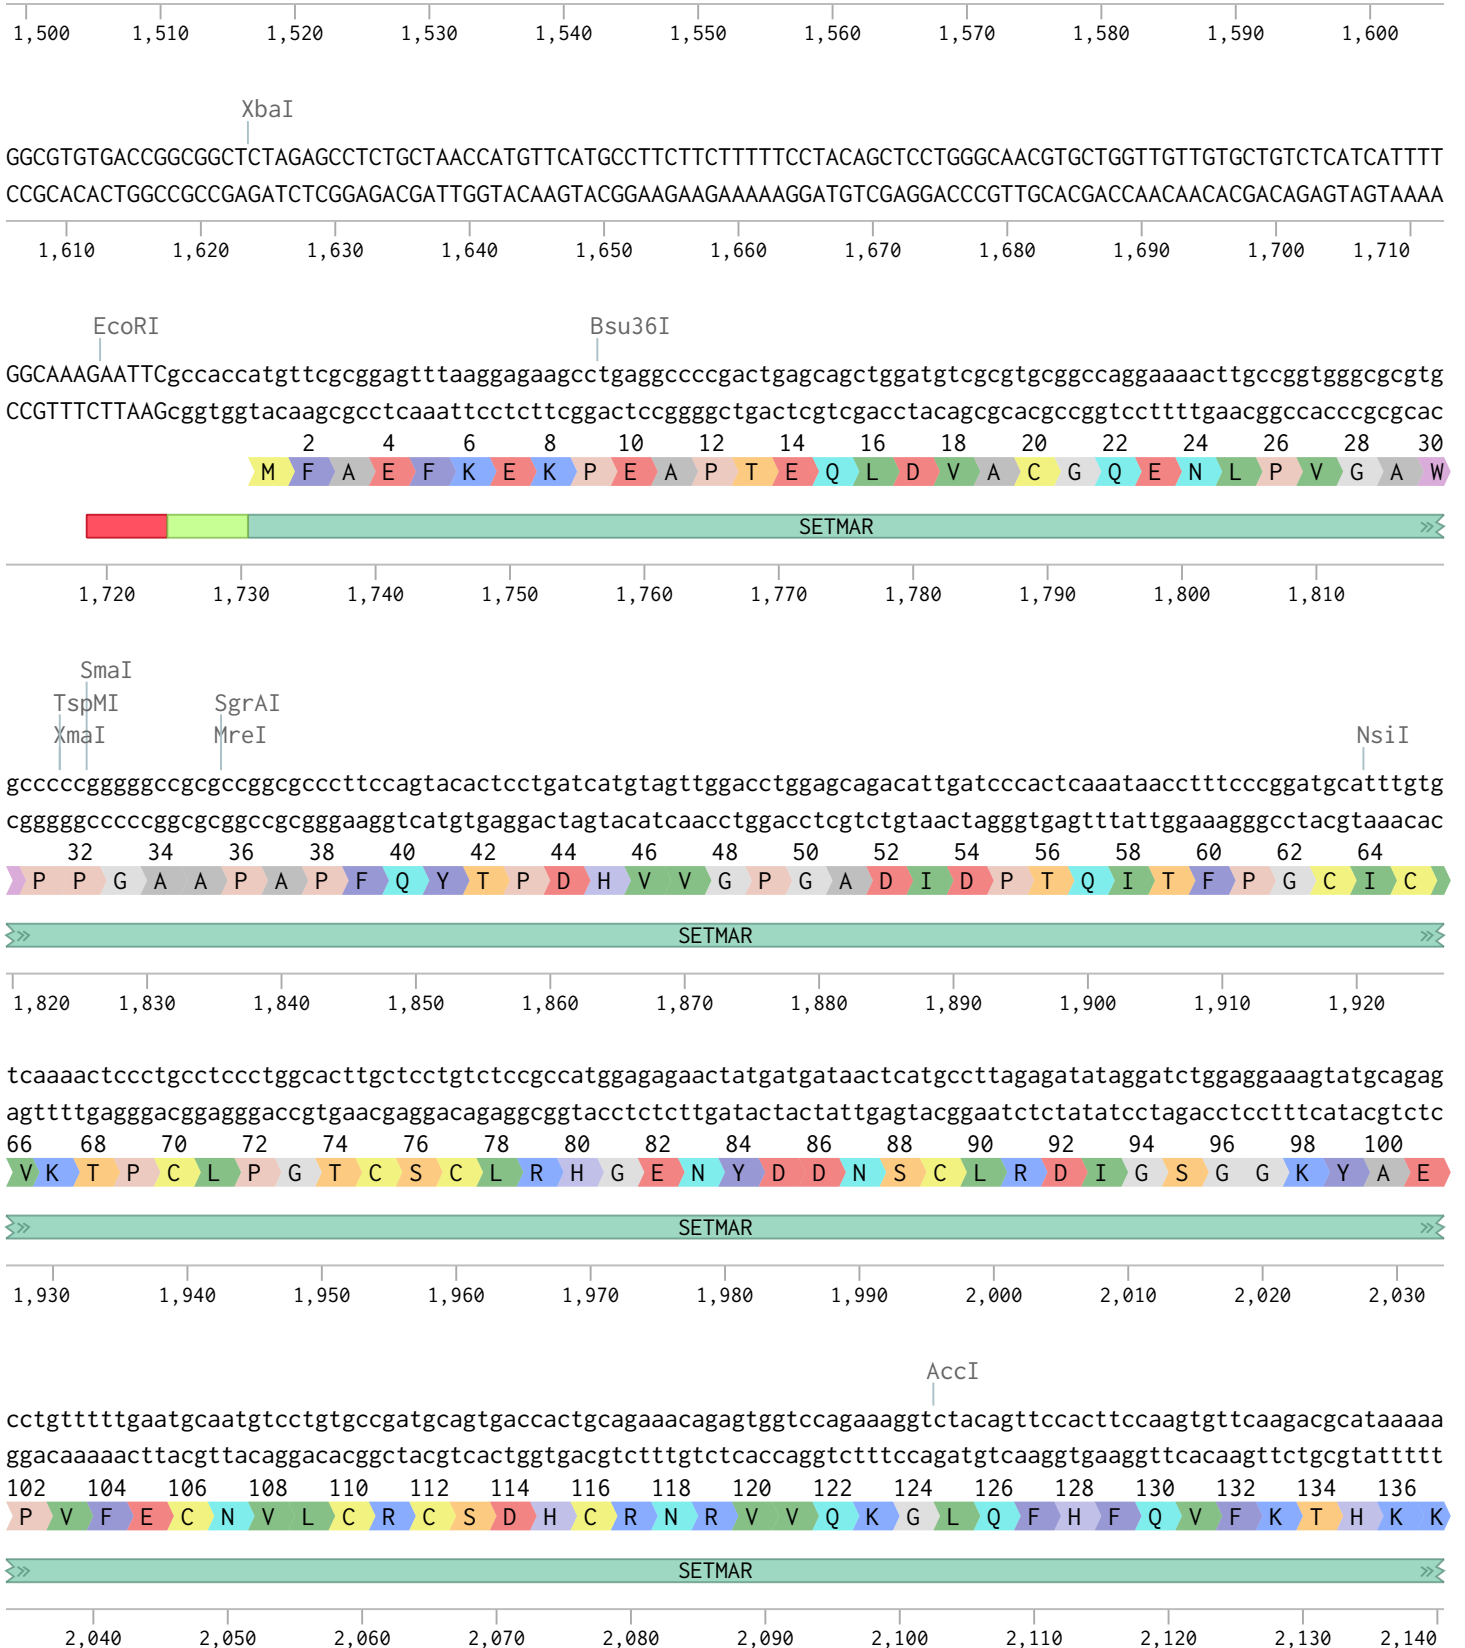 1,500 1,510 1,520 1,530 1,540 1,550 1,560 1,570 1,580 1,590 1,600
XbaI
GGCGTGTGACCGGCGGCTCTAGAGCCTCTGCTAACCATGTTCATGCCTTCTTCTTTTTCCTACAGCTCCTGGGCAACGTGCTGGTTGTTGTGCTGTCTCATCATTTT
CCGCACACTGGCCGCCGAGATCTCGGAGACGATTGGTACAAGTACGGAAGAAGAAAAAGGATGTCGAGGACCCGTTGCACGACCAACAACACGACAGAGTAGTAAAA
1,610 1,620 1,630 1,640 1,650 1,660 1,670 1,680 1,690 1,700 1,710
EcoRI Bsu36I
GGCAAAGAATTCgccaccatgttcgcggagtttaaggagaagcctgaggccccgactgagcagctggatgtcgcgtgcggccaggaaaacttgccggtgggcgcgtg
CCGTTTCTTAAGcggtggtacaagcgcctcaaattcctcttcggactccggggctgactcgtcgacctacagcgcacgccggtccttttgaacggccacccgcgcac
2 4 6 8 10 12 14 16 18 20 22 24 26 28 30
M F A E F K E K P E A P T E Q L D V A C G Q E N L P V G A W
SETMAR
1,720 1,730 1,740 1,750 1,760 1,770 1,780 1,790 1,800 1,810
SmaI
TspMI SgrAI
XmaI MreI NsiI
gcccccgggggccgcgccggcgcccttccagtacactcctgatcatgtagttggacctggagcagacattgatcccactcaaataacctttcccggatgcatttgtg
cgggggcccccggcgcggccgcgggaaggtcatgtgaggactagtacatcaacctggacctcgtctgtaactagggtgagtttattggaaagggcctacgtaaacac
32 34 36 38 40 42 44 46 48 50 52 54 56 58 60 62 64
P P G A A P A P F Q Y T P D H V V G P G A D I D P T Q I T F P G C I C
SETMAR
1,820 1,830 1,840 1,850 1,860 1,870 1,880 1,890 1,900 1,910 1,920
tcaaaactccctgcctccctggcacttgctcctgtctccgccatggagagaactatgatgataactcatgccttagagatataggatctggaggaaagtatgcagag
agttttgagggacggagggaccgtgaacgaggacagaggcggtacctctcttgatactactattgagtacggaatctctatatcctagacctcctttcatacgtctc
66 68 70 72 74 76 78 80 82 84 86 88 90 92 94 96 98 100
V K T P C L P G T C S C L R H G E N Y D D N S C L R D I G S G G K Y A E
SETMAR
1,930 1,940 1,950 1,960 1,970 1,980 1,990 2,000 2,010 2,020 2,030
AccI
cctgtttttgaatgcaatgtcctgtgccgatgcagtgaccactgcagaaacagagtggtccagaaaggtctacagttccacttccaagtgttcaagacgcataaaaa
ggacaaaaacttacgttacaggacacggctacgtcactggtgacgtctttgtctcaccaggtctttccagatgtcaaggtgaaggttcacaagttctgcgtattttt
102 104 106 108 110 112 114 116 118 120 122 124 126 128 130 132 134 136
P V F E C N V L C R C S D H C R N R V V Q K G L Q F H F Q V F K T H K K
SETMAR
2,040 2,050 2,060 2,070 2,080 2,090 2,100 2,110 2,120 2,130 2,140